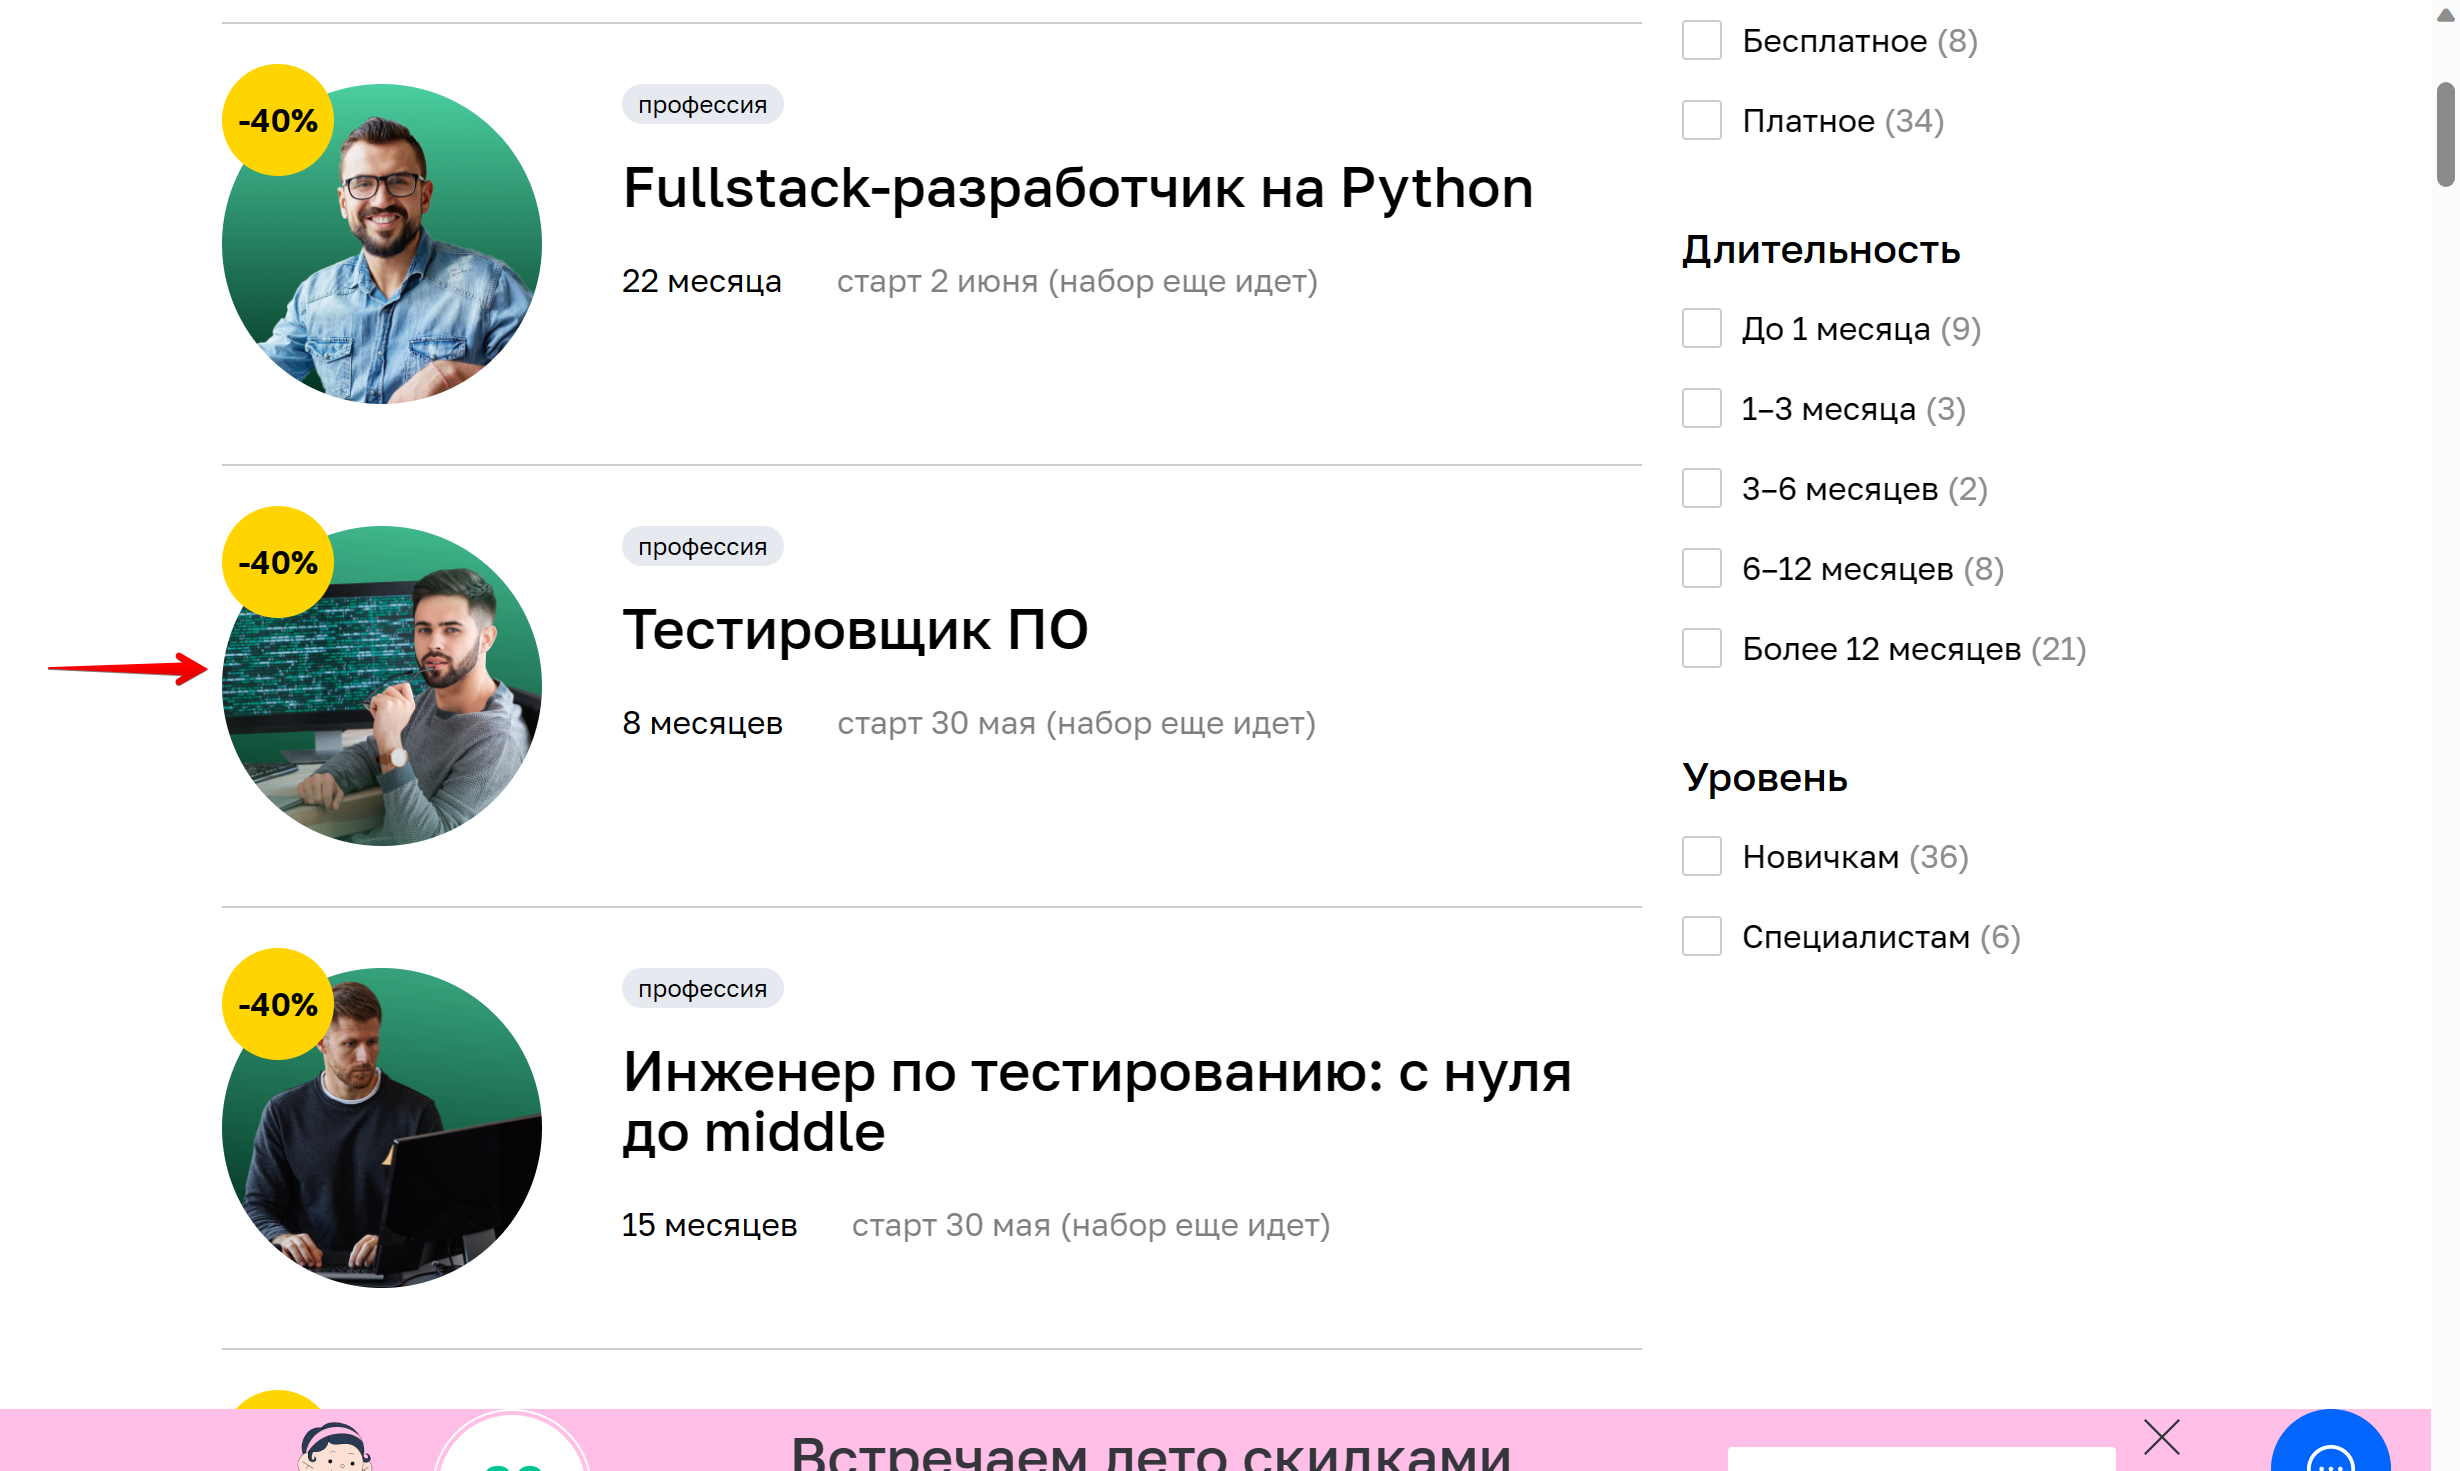 -40%
профессия
Fullstack-разработчик на Python
22 месяца старт 2 июня (набор еще идет)
-40%
профессия
Тестировщик ПО
8 месяцев старт 30 мая (набор еще идет)
-40%
профессия
Инженер по тестированию: с нуля
до middle
15 месяцев старт 30 мая (набор еще идет)
Бесплатное (8)
Платное (34)
Длительность
До 1 месяца (9)
1–3 месяца (3)
3–6 месяцев (2)
6–12 месяцев (8)
Более 12 месяцев (21)
Уровень
Новичкам (36)
Специалистам (6)
Встречаем лето скидками